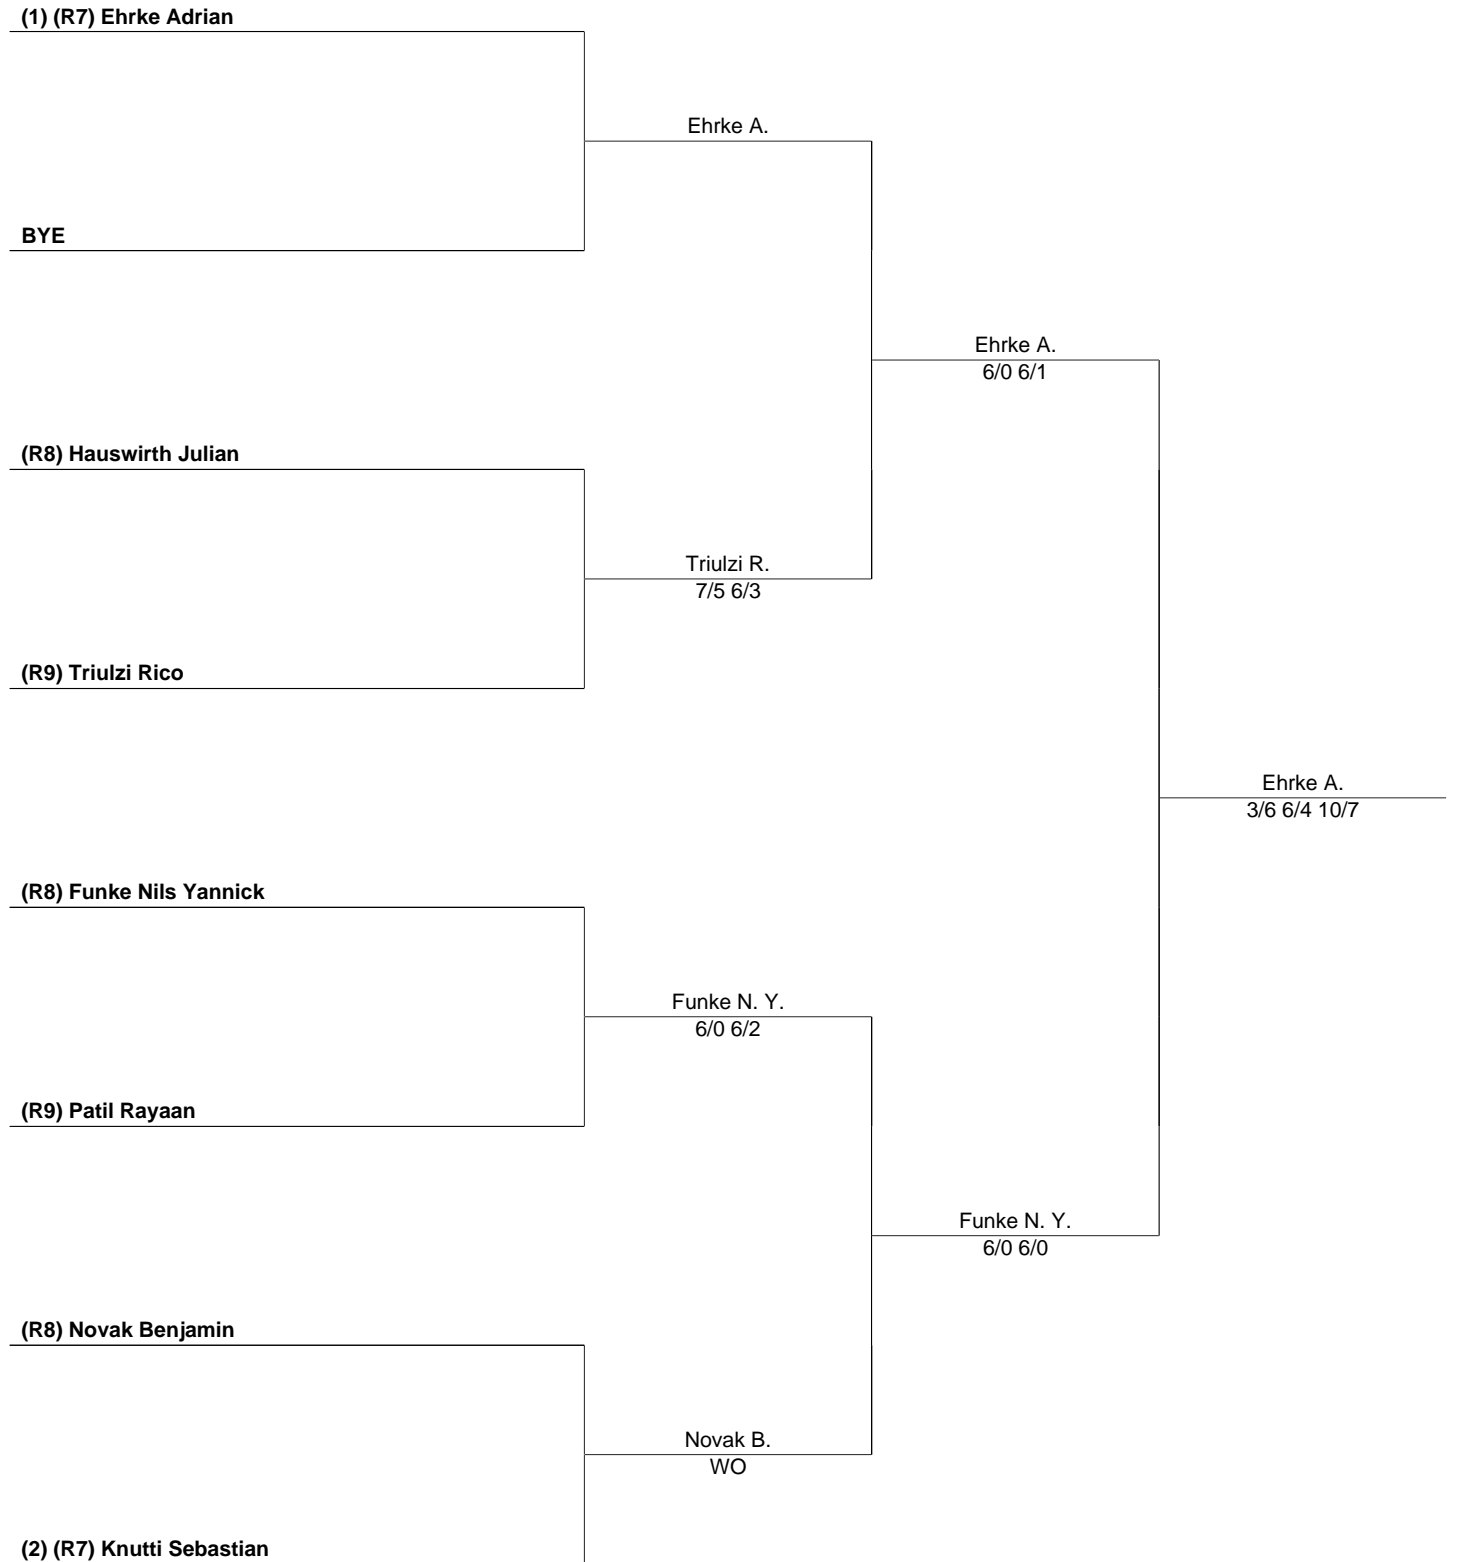 (1) (R7) Ehrke Adrian
Ehrke A.
BYE
Ehrke A.
6/0 6/1
(R8) Hauswirth Julian
Triulzi R.
7/5 6/3
(R9) Triulzi Rico
Ehrke A.
3/6 6/4 10/7
(R8) Funke Nils Yannick
Funke N. Y.
6/0 6/2
(R9) Patil Rayaan
Funke N. Y.
6/0 6/0
(R8) Novak Benjamin
Novak B.
WO
(2) (R7) Knutti Sebastian